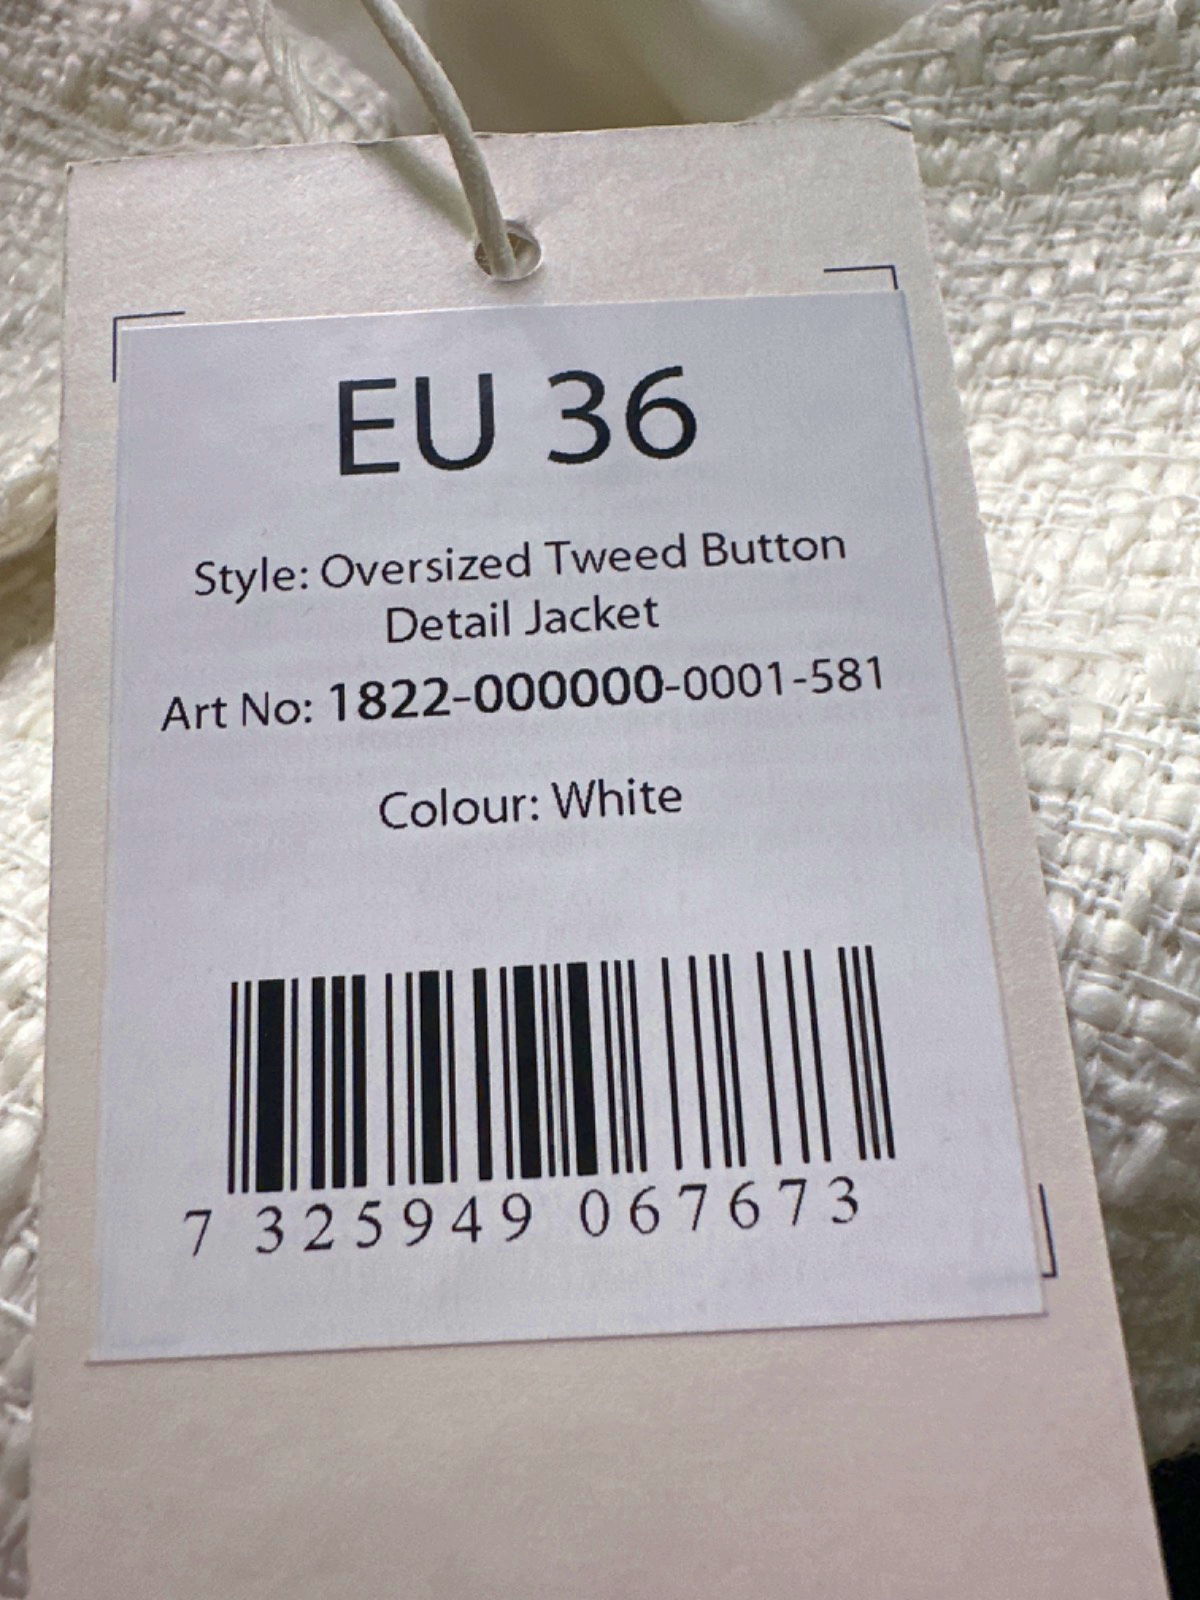 EU 36
Style: Oversized Tweed Button
Detail Jacket
Art No: 1822-000000-0001-581
Colour: White
7 325949 067673